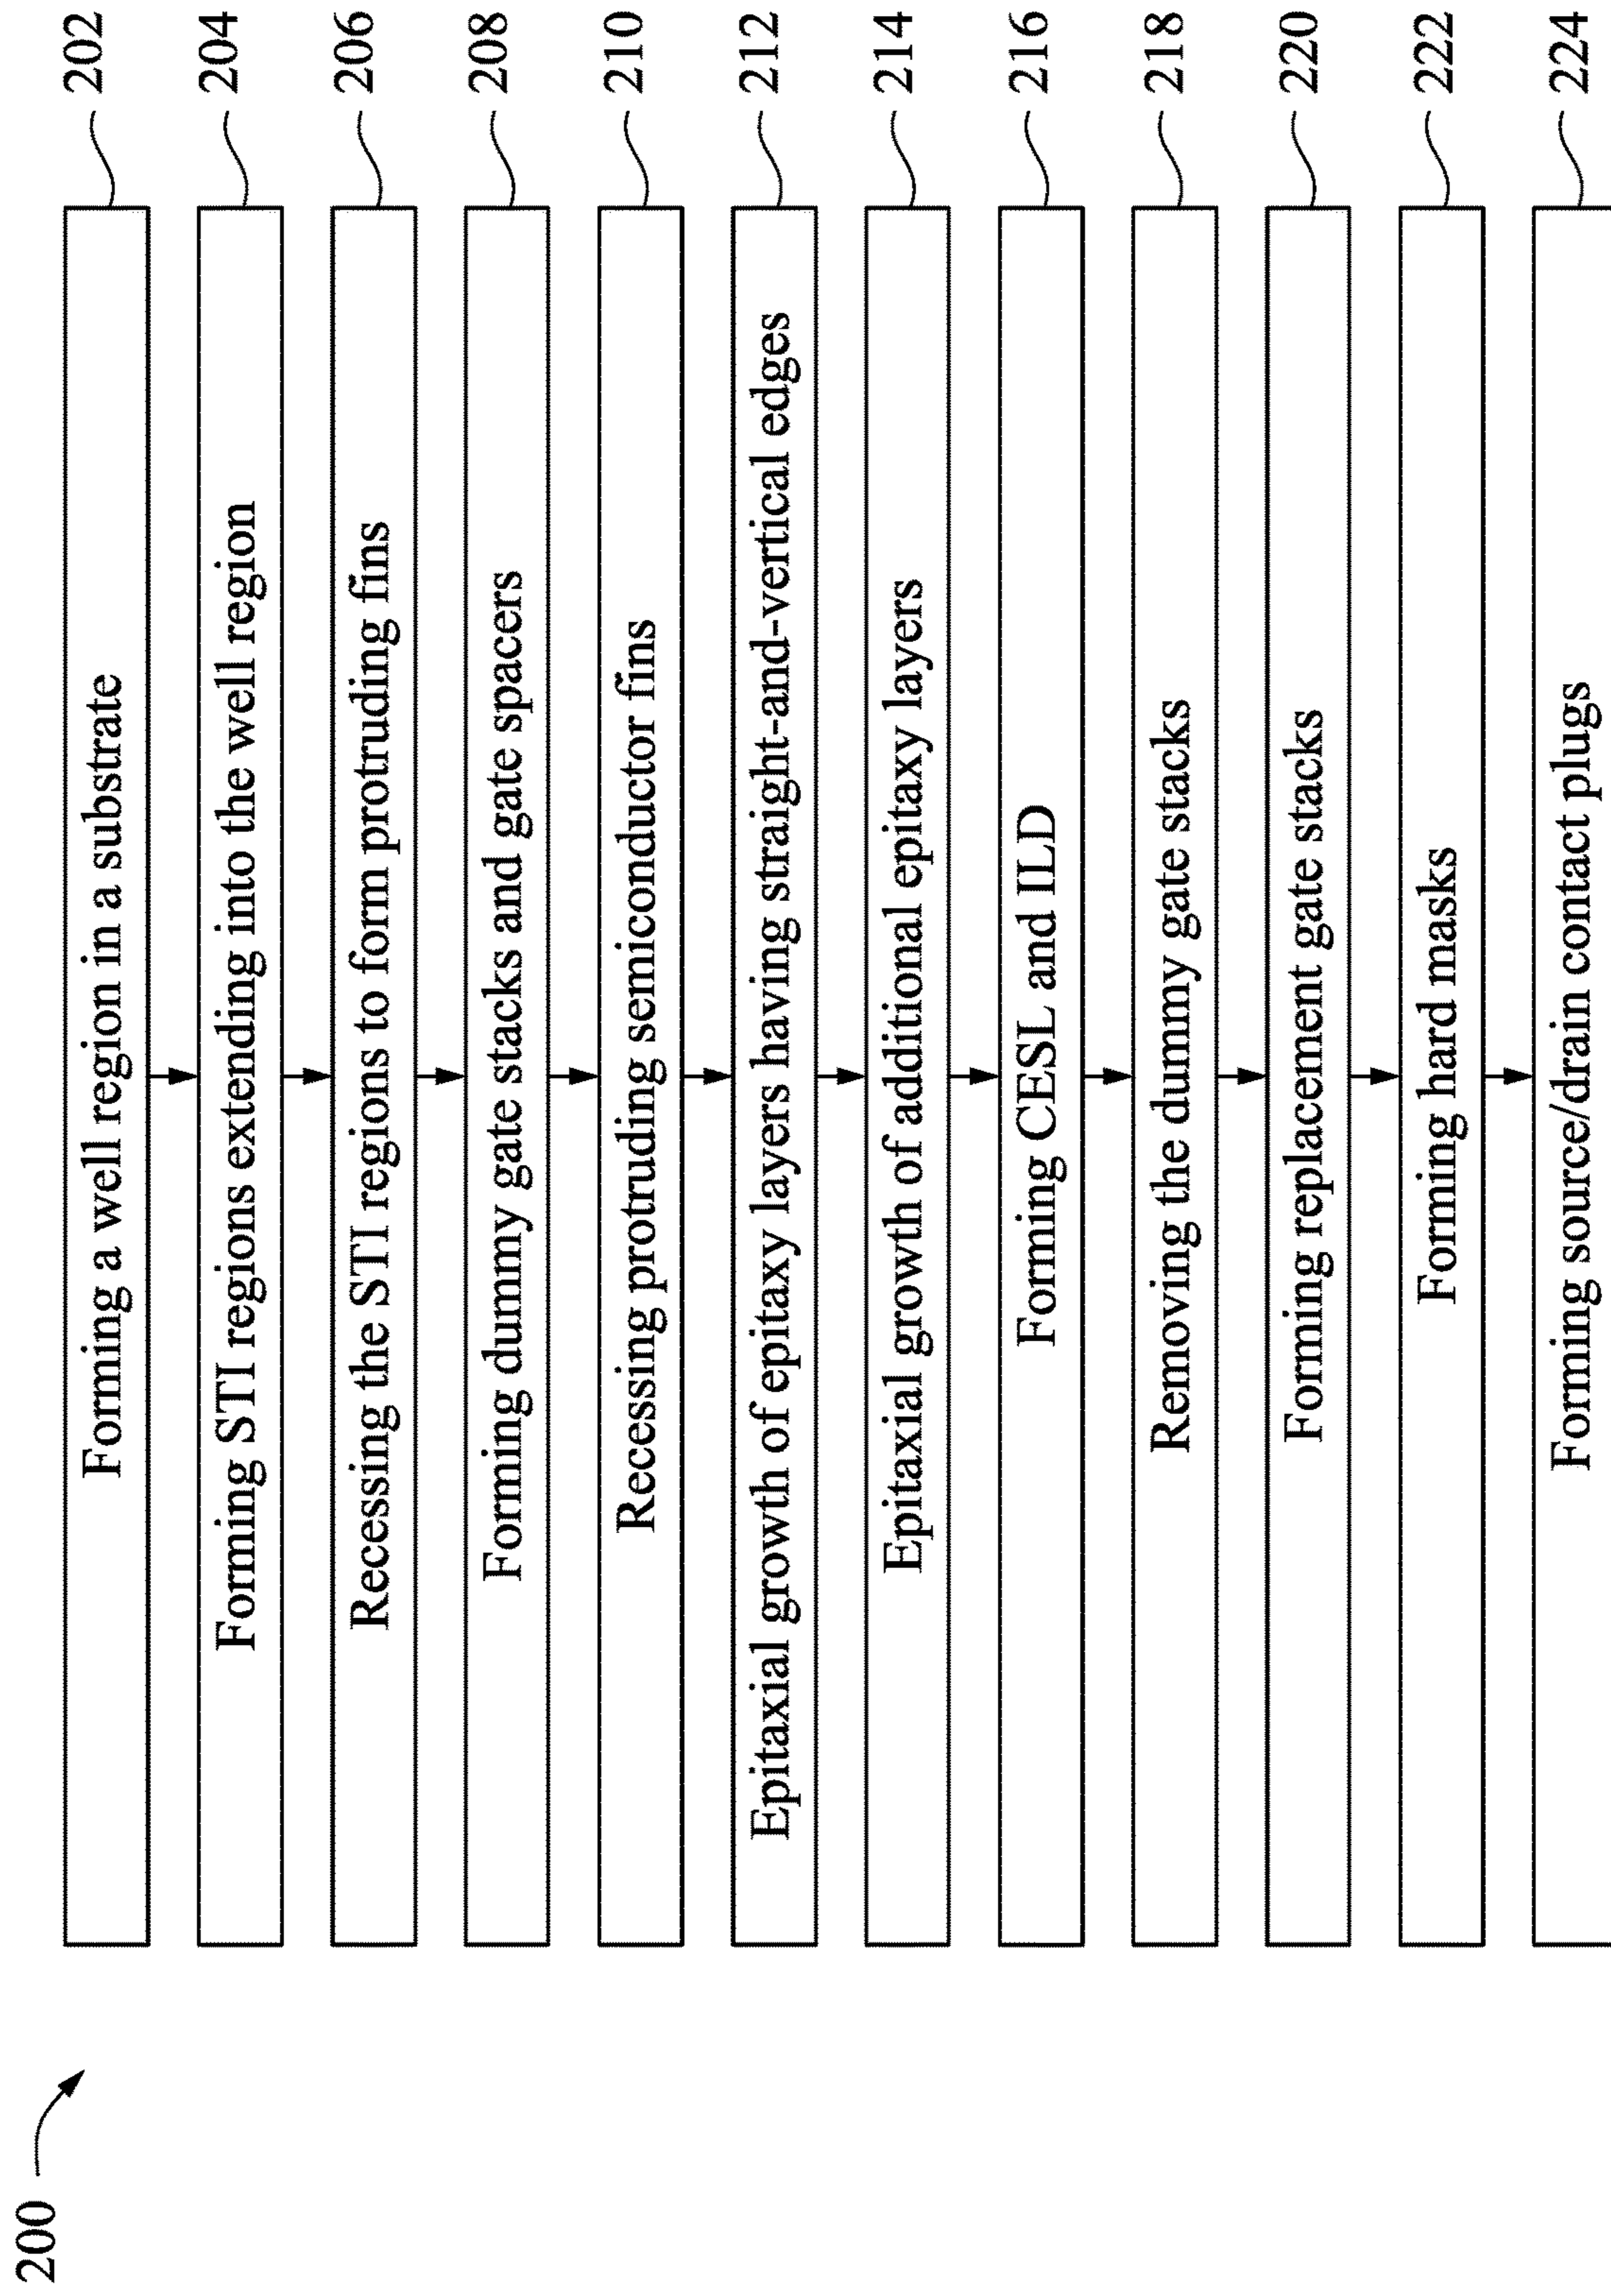 200
Forming a well region in a substrate 202
Forming STI regions extending into the well region 204
Recessing the STI regions to form protruding fins 206
Forming dummy gate stacks and gate spacers 208
Recessing protruding semiconductor fins 210
Epitaxial growth of epitaxy layers having straight-and-vertical edges 212
Epitaxial growth of additional epitaxy layers 214
Forming CESL and ILD 216
Removing the dummy gate stacks 218
Forming replacement gate stacks 220
Forming hard masks 222
Forming source/drain contact plugs 224